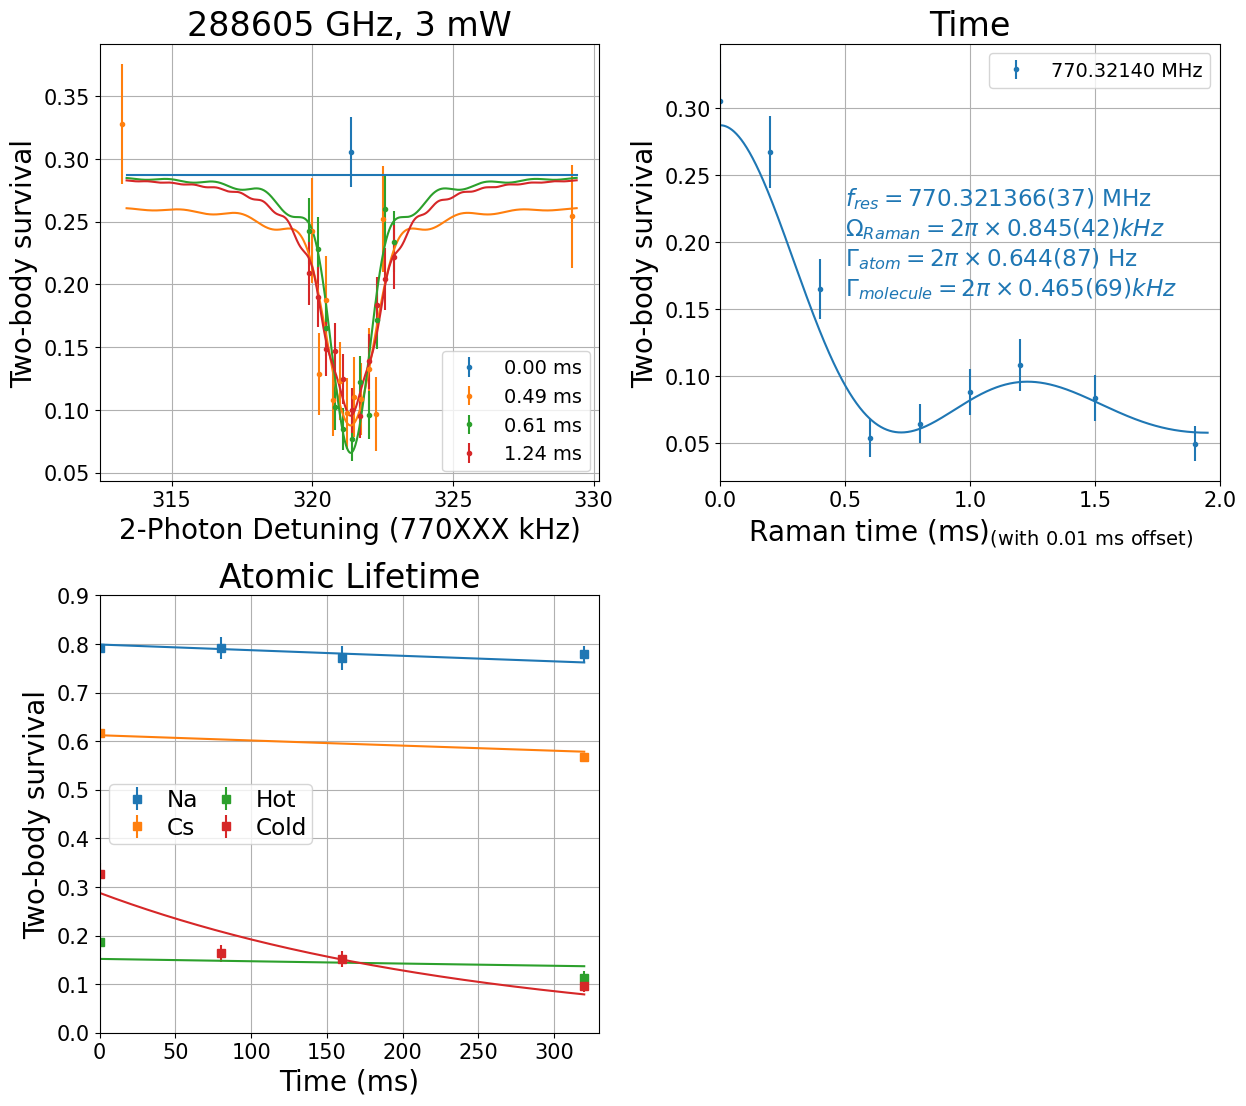 288605 GHz, 3 mW
Two-body survival
0.35
0.30
0.25
0.20
0.15
0.10
0.05
315 320 325 330
2-Photon Detuning (770XXX kHz)
0.00 ms
0.49 ms
0.61 ms
1.24 ms
Time
Two-body survival
0.30
0.25
0.20
0.15
0.10
0.05
770.32140 MHz
f_res = 770.321366(37) MHz
Ω_Raman = 2π × 0.845(42)kHz
Γ_atom = 2π × 0.644(87) Hz
Γ_molecule = 2π × 0.465(69)kHz
0.0 0.5 1.0 1.5 2.0
Raman time (ms)(with 0.01 ms offset)
Atomic Lifetime
Two-body survival
0.9
0.8
0.7
0.6
0.5
0.4
0.3
0.2
0.1
0.0
Na Hot
Cs Cold
0 50 100 150 200 250 300
Time (ms)